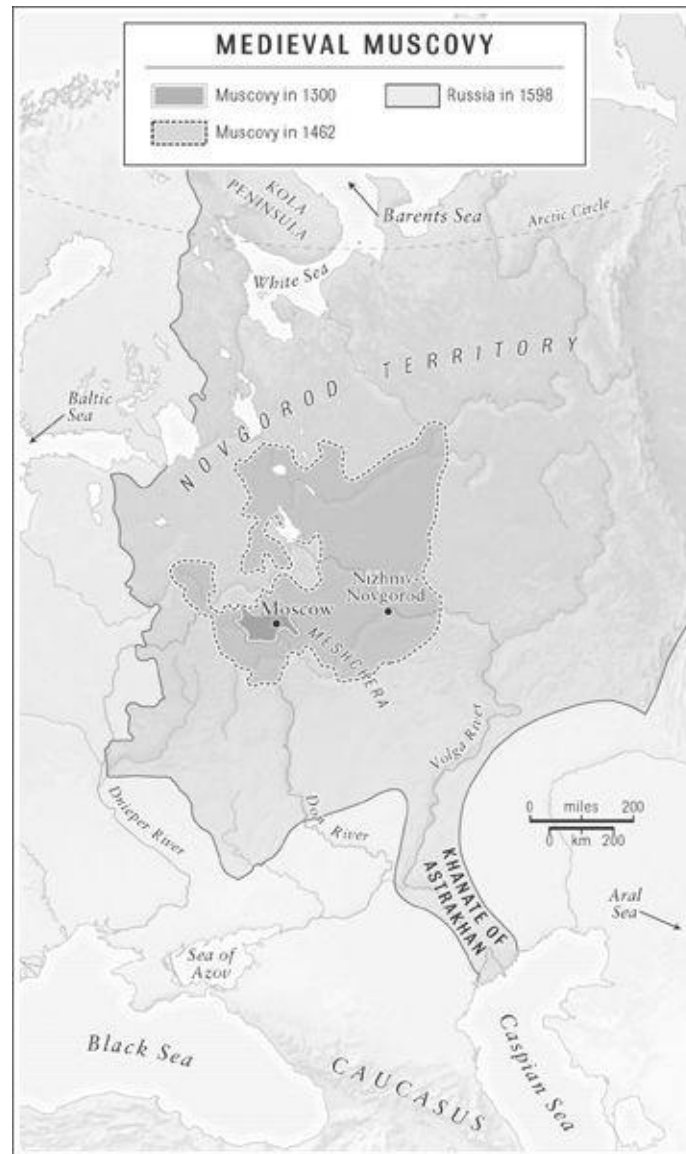 MEDIEVAL MUSCOVY
Muscovy in 1300
Russia in 1598
Muscovy in 1462
KOLA
PENINSULA
Barents Sea
Arctic Circle
White Sea
NOVGOROD TERRITORY
Baltic
Sea
Nizhniy-
Novgorod
Moscow
MESHCHERA
Volga River
Dnieper River
Don River
0 miles 200
0 km 200
KHANATE OF
ASTRAKHAN
Aral
Sea
Sea of
Azov
Black Sea
Caspian Sea
CAUCASUS